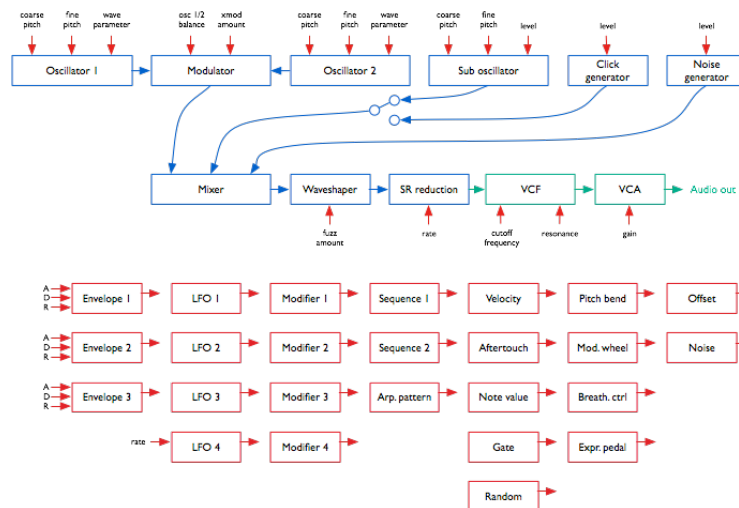 coarse pitch
fine pitch
wave parameter
osc 1/2 balance
xmod amount
coarse pitch
fine pitch
wave parameter
coarse pitch
fine pitch
level
level
level
Oscillator 1
Modulator
Oscillator 2
Sub oscillator
Click generator
Noise generator
Mixer
Waveshaper
SR reduction
VCF
VCA
Audio out
fuzz amount
rate
cutoff frequency
resonance
gain
A
D
R
Envelope 1
LFO 1
Modifier 1
Sequence 1
Velocity
Pitch bend
Offset
A
D
R
Envelope 2
LFO 2
Modifier 2
Sequence 2
Aftertouch
Mod. wheel
Noise
A
D
R
Envelope 3
LFO 3
Modifier 3
Arp. pattern
Note value
Breath. ctrl
rate
LFO 4
Modifier 4
Gate
Expr. pedal
Random